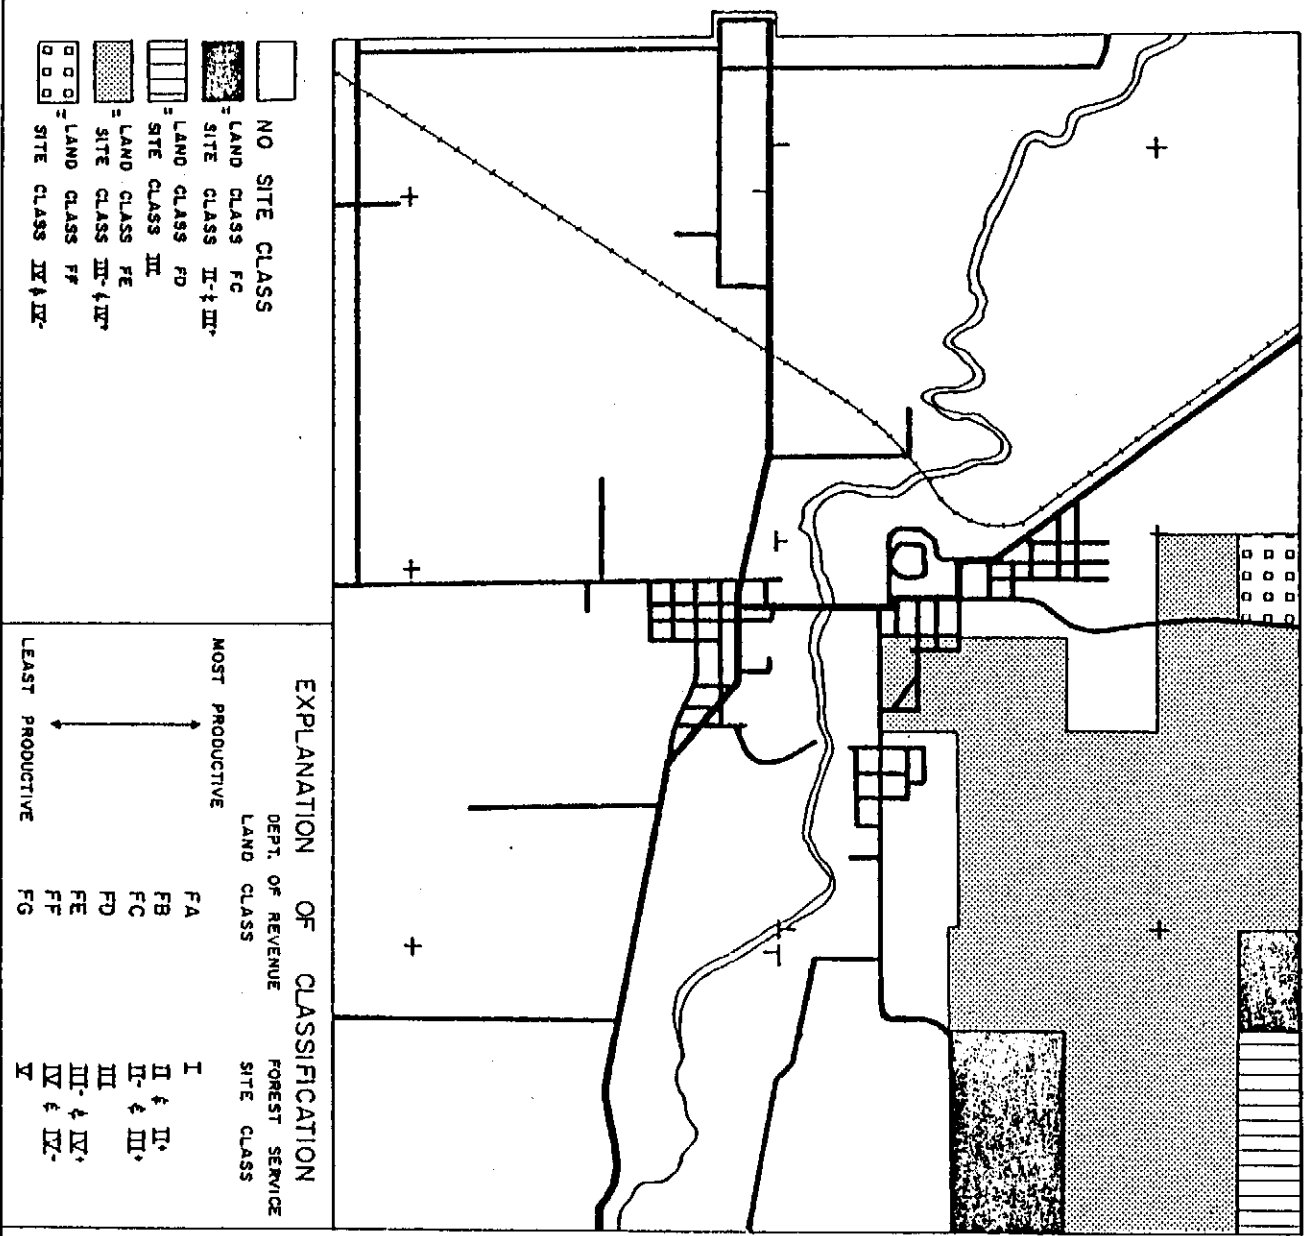 NO SITE CLASS
= LAND CLASS FC
SITE CLASS II- & III+
= LAND CLASS FD
SITE CLASS III
= LAND CLASS FE
SITE CLASS III- & IV+
= LAND CLASS FF
SITE CLASS IV & IV-
EXPLANATION OF CLASSIFICATION
DEPT. OF REVENUE FOREST SERVICE
LAND CLASS SITE CLASS
FA I
MOST PRODUCTIVE FB II & II+
FC II- & III+
FD III
FE III- & IV+
FF IV & IV-
LEAST PRODUCTIVE FG V